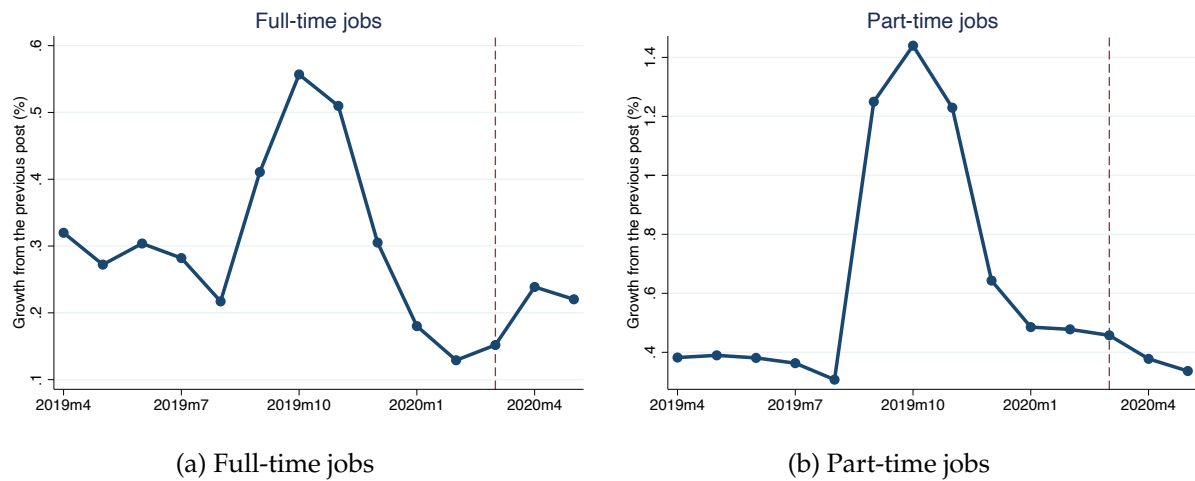 Full-time jobs
Growth from the previous post (%)
.6
.5
.4
.3
.2
.1
2019m4 2019m7 2019m10 2020m1 2020m4
(a) Full-time jobs
Part-time jobs
Growth from the previous post (%)
1.4
1.2
1
.8
.6
.4
2019m4 2019m7 2019m10 2020m1 2020m4
(b) Part-time jobs